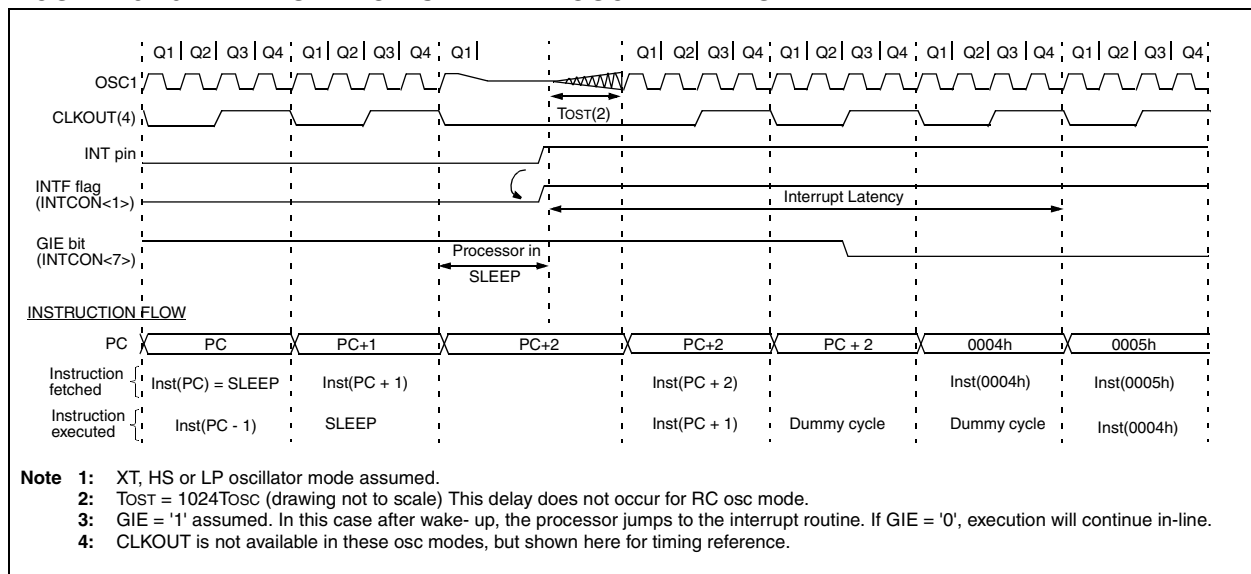 Q1 Q2 Q3 Q4 Q1 Q2 Q3 Q4 Q1 Q1 Q2 Q3 Q4 Q1 Q2 Q3 Q4 Q1 Q2 Q3 Q4 Q1 Q2 Q3 Q4
OSC1
TOST(2)
CLKOUT(4)
INT pin
INTF flag
(INTCON<1>)
Interrupt Latency
GIE bit
(INTCON<7>)
Processor in
SLEEP
INSTRUCTION FLOW
PC PC PC+1 PC+2 PC+2 PC + 2 0004h 0005h
Instruction
fetched
Inst(PC) = SLEEP Inst(PC + 1) Inst(PC + 2) Inst(0004h) Inst(0005h)
Instruction
executed
Inst(PC - 1) SLEEP Inst(PC + 1) Dummy cycle Dummy cycle Inst(0004h)
Note 1: XT, HS or LP oscillator mode assumed.
2: TOST = 1024TOSC (drawing not to scale) This delay does not occur for RC osc mode.
3: GIE = '1' assumed. In this case after wake- up, the processor jumps to the interrupt routine. If GIE = '0', execution will continue in-line.
4: CLKOUT is not available in these osc modes, but shown here for timing reference.